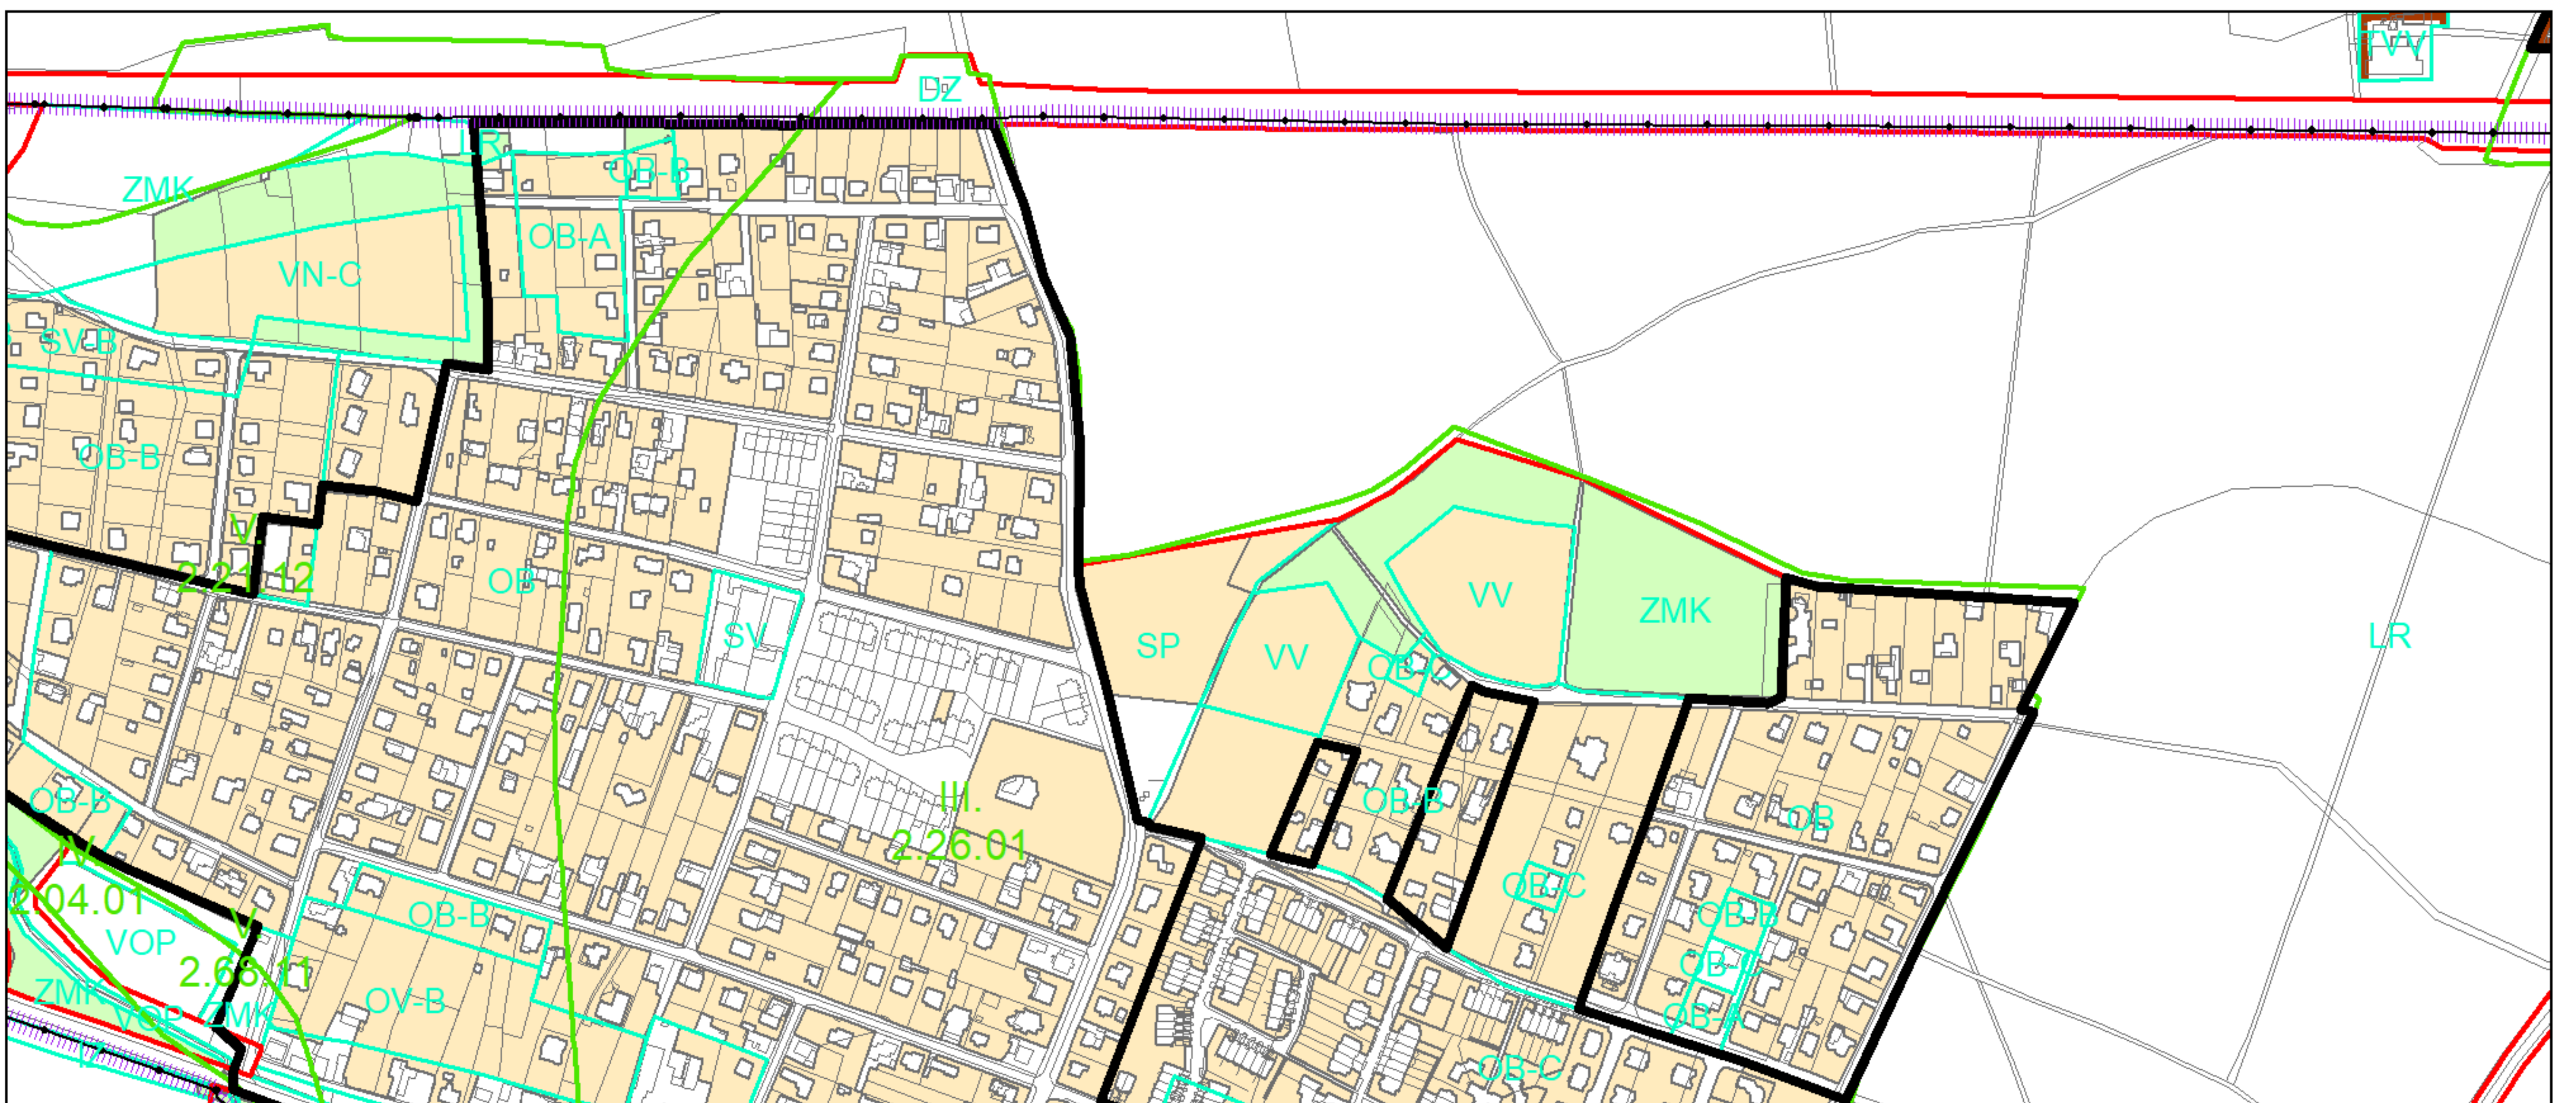 VV
DZ
LR
OB-B
ZMK
OB-A
VN-C
SV-B
OB-B
V.
2.21.12
OB
SV
SP
VV
VV
ZMK
LR
OB-C
III.
2.26.01
OB-B
OB
OB-B
IV.
2.04.01
OB-C
OB-B
OB-B
V.
VOP
2.68.11
OB-C
ZMK
OV-B
VOP
ZMK
OB-A
IZ
OB-C